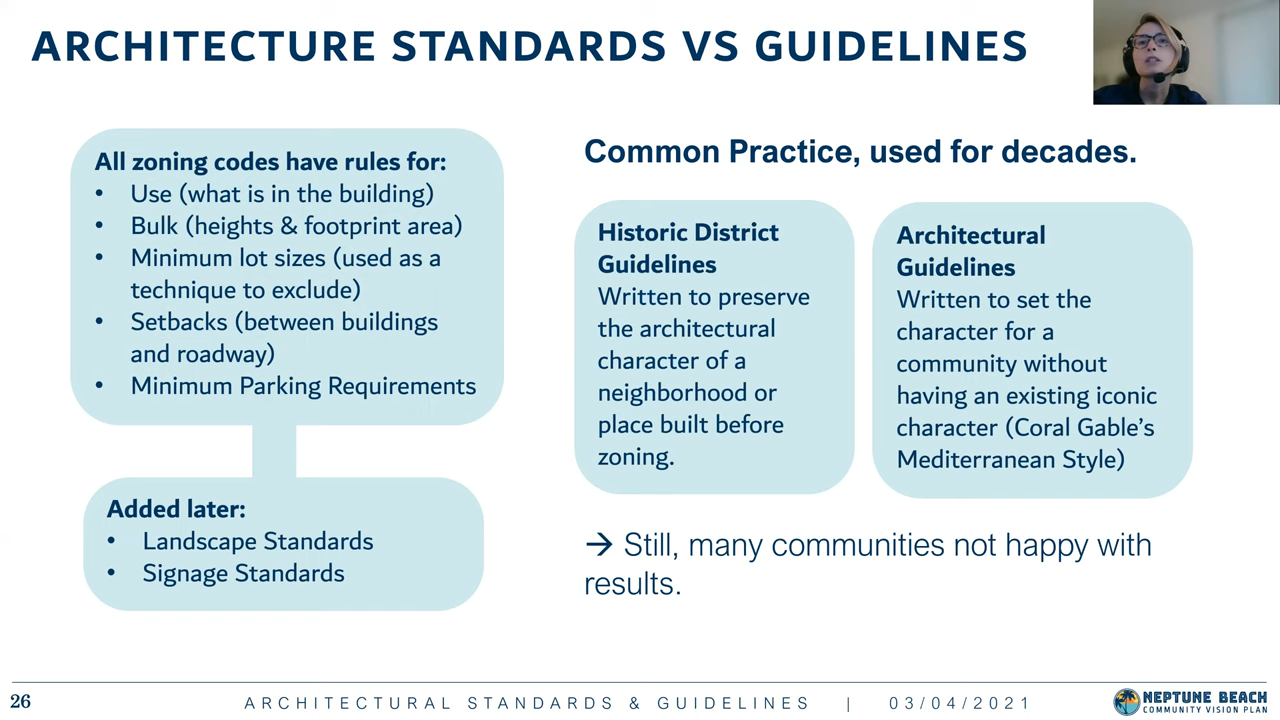 ARCHITECTURE STANDARDS VS GUIDELINES
All zoning codes have rules for:
• Use (what is in the building)
• Bulk (heights & footprint area)
• Minimum lot sizes (used as a
technique to exclude)
• Setbacks (between buildings
and roadway)
• Minimum Parking Requirements
Added later:
• Landscape Standards
• Signage Standards
Common Practice, used for decades.
Historic District
Guidelines
Written to preserve
the architectural
character of a
neighborhood or
place built before
zoning.
Architectural
Guidelines
Written to set the
character for a
community without
having an existing iconic
character (Coral Gable's
Mediterranean Style)
→ Still, many communities not happy with
results.
26
ARCHITECTURAL STANDARDS & GUIDELINES | 03/04/2021
NEPTUNE BEACH
COMMUNITY VISION PLAN